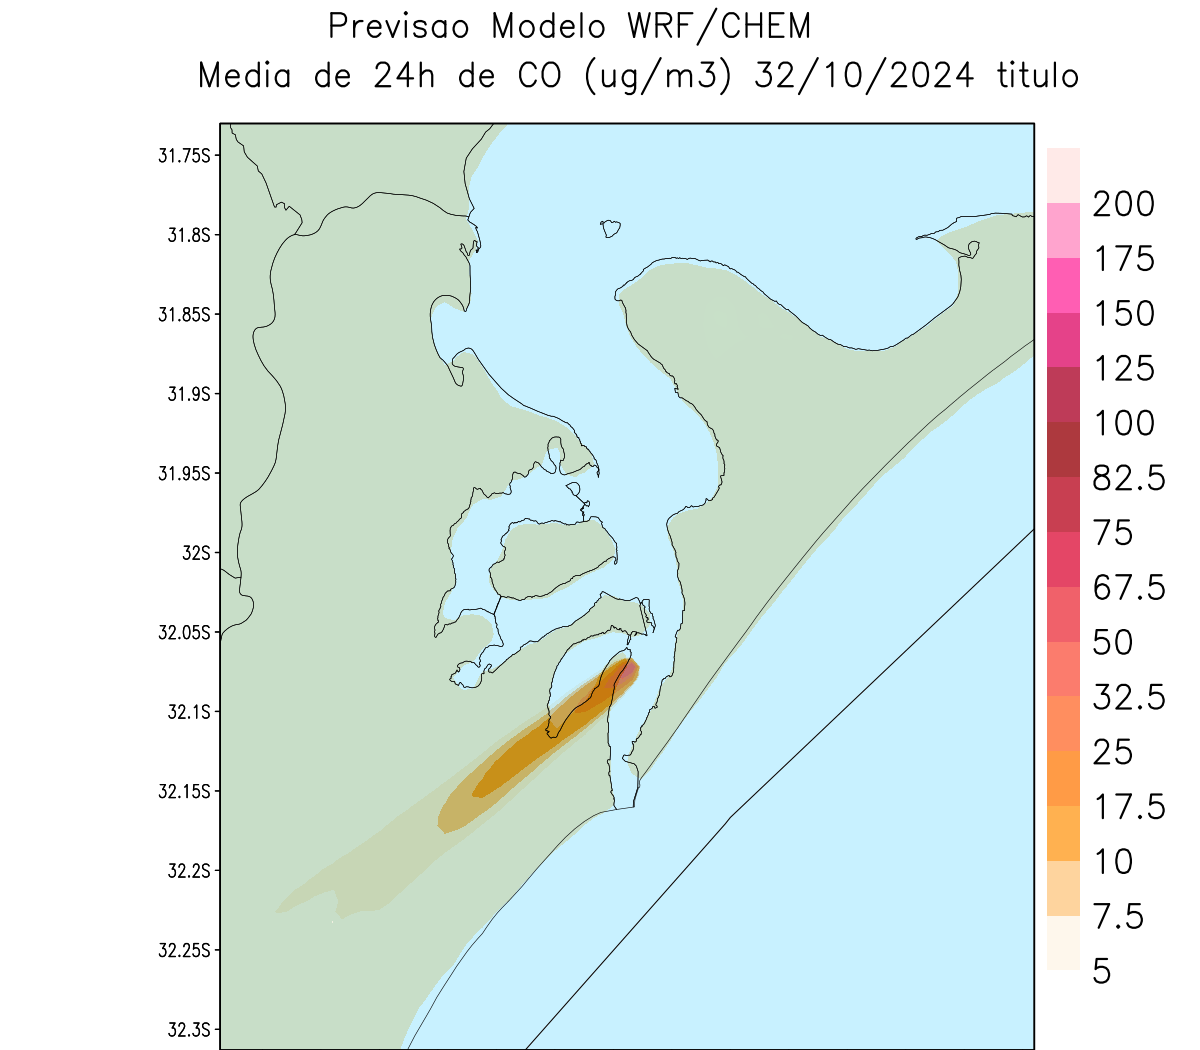 Previsao Modelo WRF/CHEM
Media de 24h de CO (ug/m3) 32/10/2024 titulo
31.75S
31.8S
31.85S
31.9S
31.95S
32S
32.05S
32.1S
32.15S
32.2S
32.25S
32.3S
200
175
150
125
100
82.5
75
67.5
50
32.5
25
17.5
10
7.5
5